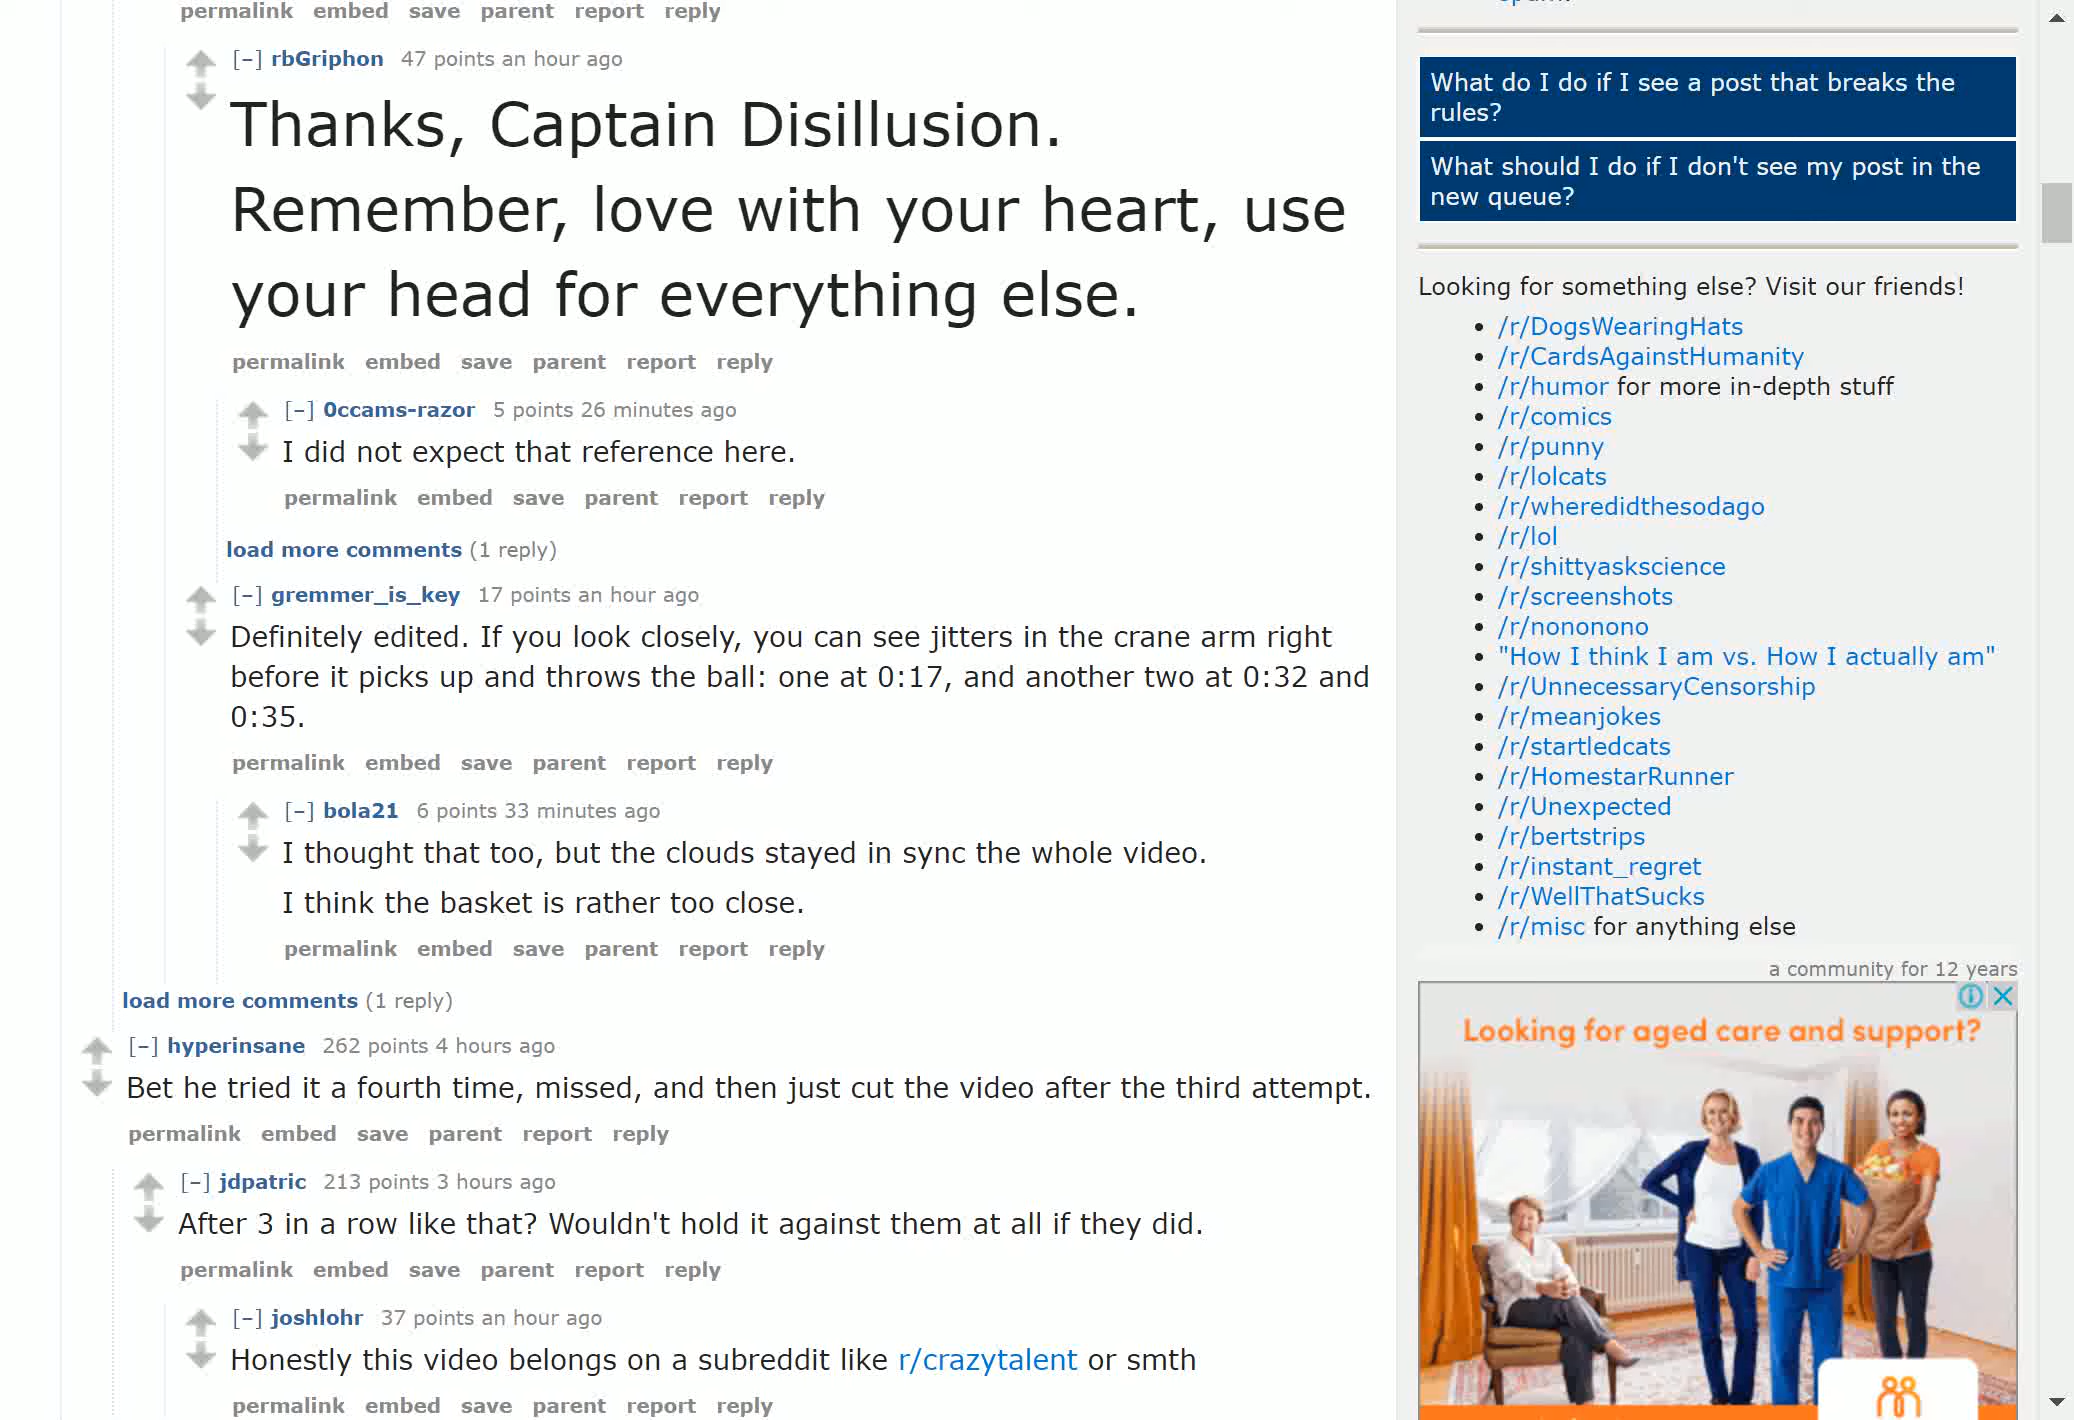 permalink embed save parent report reply
[–] rbGriphon 47 points an hour ago
Thanks, Captain Disillusion.
Remember, love with your heart, use
your head for everything else.
permalink embed save parent report reply
[–] 0ccams-razor 5 points 26 minutes ago
I did not expect that reference here.
permalink embed save parent report reply
load more comments (1 reply)
[–] gremmer_is_key 17 points an hour ago
Definitely edited. If you look closely, you can see jitters in the crane arm right
before it picks up and throws the ball: one at 0:17, and another two at 0:32 and
0:35.
permalink embed save parent report reply
[–] bola21 6 points 33 minutes ago
I thought that too, but the clouds stayed in sync the whole video.
I think the basket is rather too close.
permalink embed save parent report reply
load more comments (1 reply)
[–] hyperinsane 262 points 4 hours ago
Bet he tried it a fourth time, missed, and then just cut the video after the third attempt.
permalink embed save parent report reply
[–] jdpatric 213 points 3 hours ago
After 3 in a row like that? Wouldn't hold it against them at all if they did.
permalink embed save parent report reply
[–] joshlohr 37 points an hour ago
Honestly this video belongs on a subreddit like r/crazytalent or smth
permalink embed save parent report reply
What do I do if I see a post that breaks the
rules?
What should I do if I don't see my post in the
new queue?
Looking for something else? Visit our friends!
• /r/DogsWearingHats
• /r/CardsAgainstHumanity
• /r/humor for more in-depth stuff
• /r/comics
• /r/punny
• /r/lolcats
• /r/wheredidthesodago
• /r/lol
• /r/shittyaskscience
• /r/screenshots
• /r/nononono
• "How I think I am vs. How I actually am"
• /r/UnnecessaryCensorship
• /r/meanjokes
• /r/startledcats
• /r/HomestarRunner
• /r/Unexpected
• /r/bertstrips
• /r/instant_regret
• /r/WellThatSucks
• /r/misc for anything else
a community for 12 years
Looking for aged care and support?